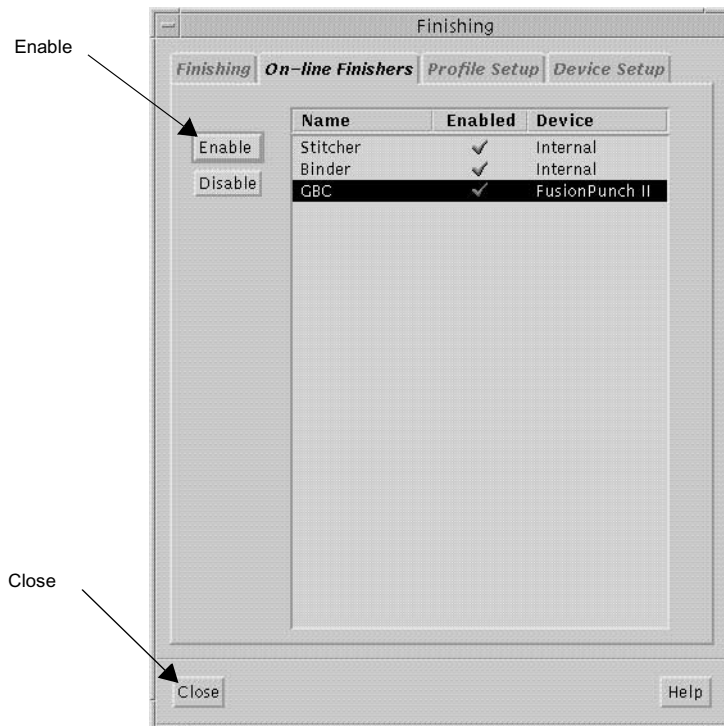 Finishing
Enable
Finishing On-line Finishers Profile Setup Device Setup
Name Enabled Device
Enable
Stitcher ✓ Internal
Binder ✓ Internal
Disable
GBC ✓ FusionPunch II
Close
Close Help